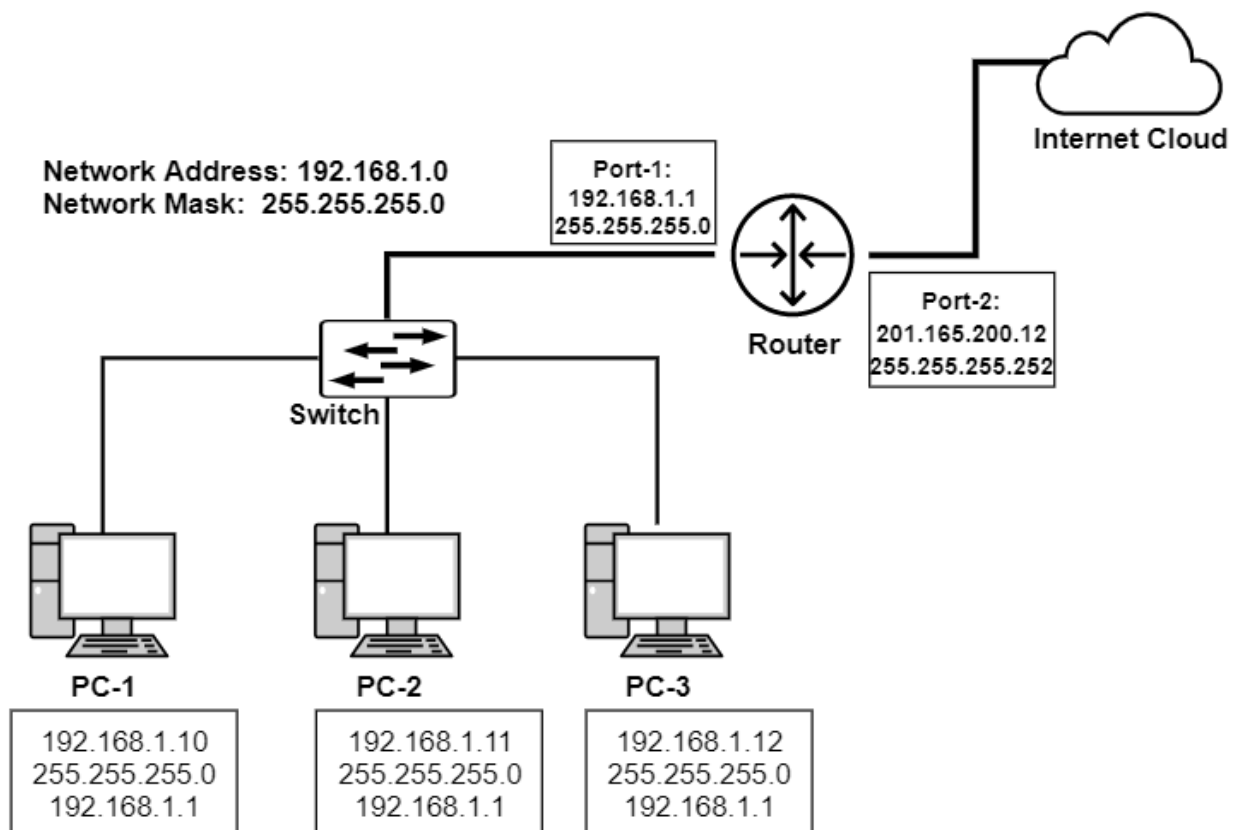 Internet Cloud
Network Address: 192.168.1.0
Network Mask: 255.255.255.0
Port-1:
192.168.1.1
255.255.255.0
Router
Port-2:
201.165.200.12
255.255.255.252
Switch
PC-1
192.168.1.10
255.255.255.0
192.168.1.1
PC-2
192.168.1.11
255.255.255.0
192.168.1.1
PC-3
192.168.1.12
255.255.255.0
192.168.1.1